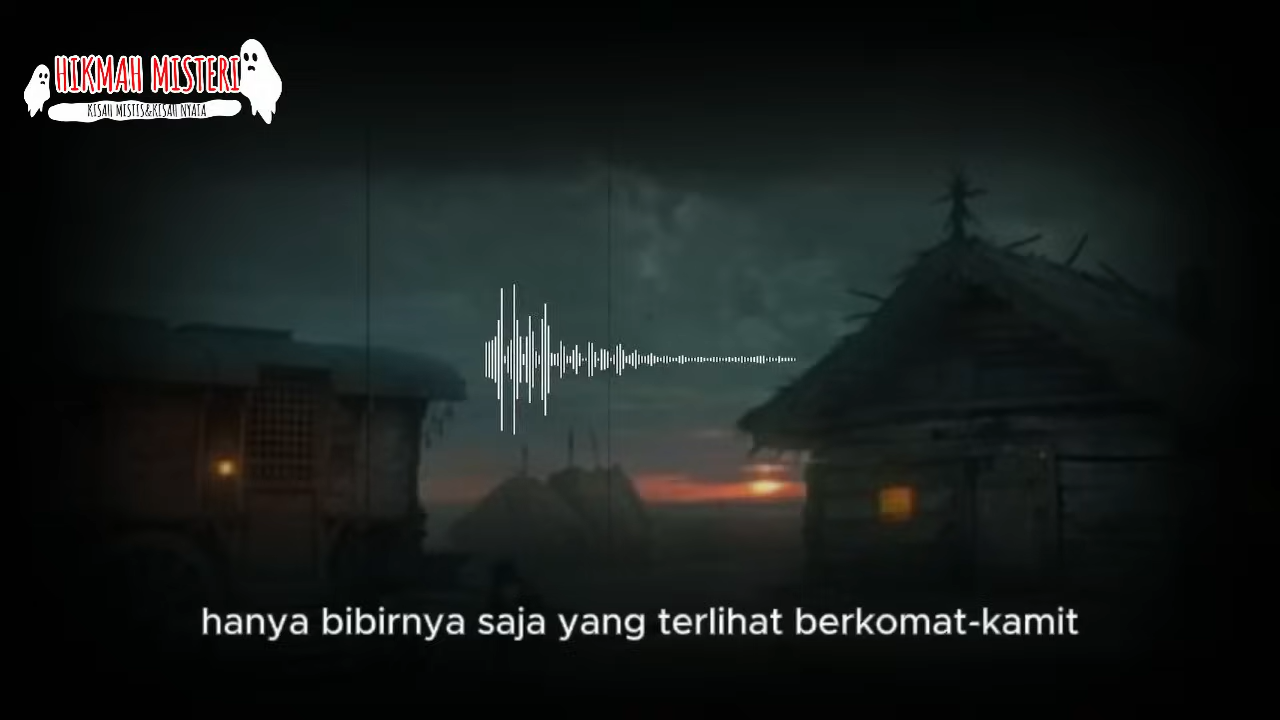 HIKMAH MISTERI
KISAH MISTIS&KISAH NYATA
hanya bibirnya saja yang terlihat berkomat-kamit